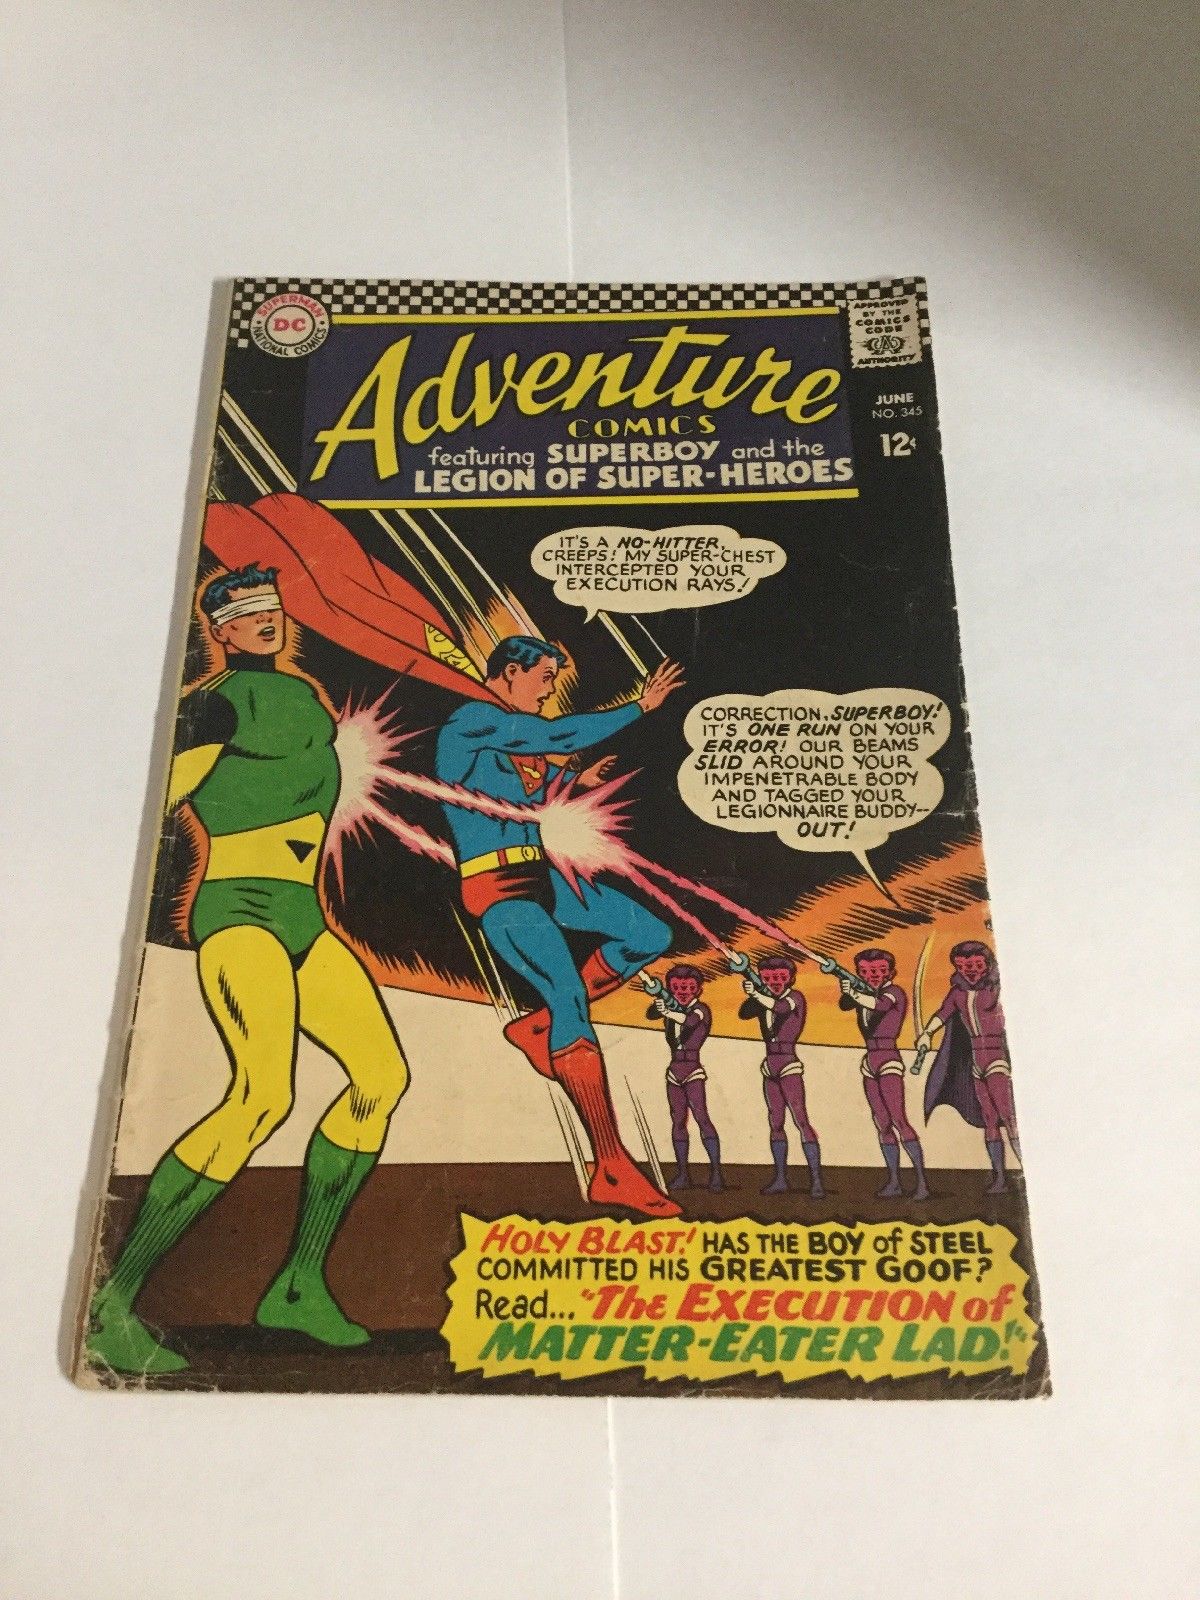 SUPERMAN
DC
NATIONAL COMICS
APPROVED
BY THE
COMICS
CODE
CA
AUTHORITY
Adventure
COMICS
featuring SUPERBOY and the
LEGION OF SUPER-HEROES
JUNE
NO. 345
12¢
IT'S A NO-HITTER,
CREEPS! MY SUPER-CHEST
INTERCEPTED YOUR
EXECUTION RAYS!
CORRECTION, SUPERBOY!
IT'S ONE RUN ON YOUR
ERROR! OUR BEAMS
SLID AROUND YOUR
IMPENETRABLE BODY
AND TAGGED YOUR
LEGIONNAIRE BUDDY--
OUT!
S
HOLY BLAST! HAS THE BOY of STEEL
COMMITTED HIS GREATEST GOOF?
Read... "The EXECUTION of
MATTER-EATER LAD!"